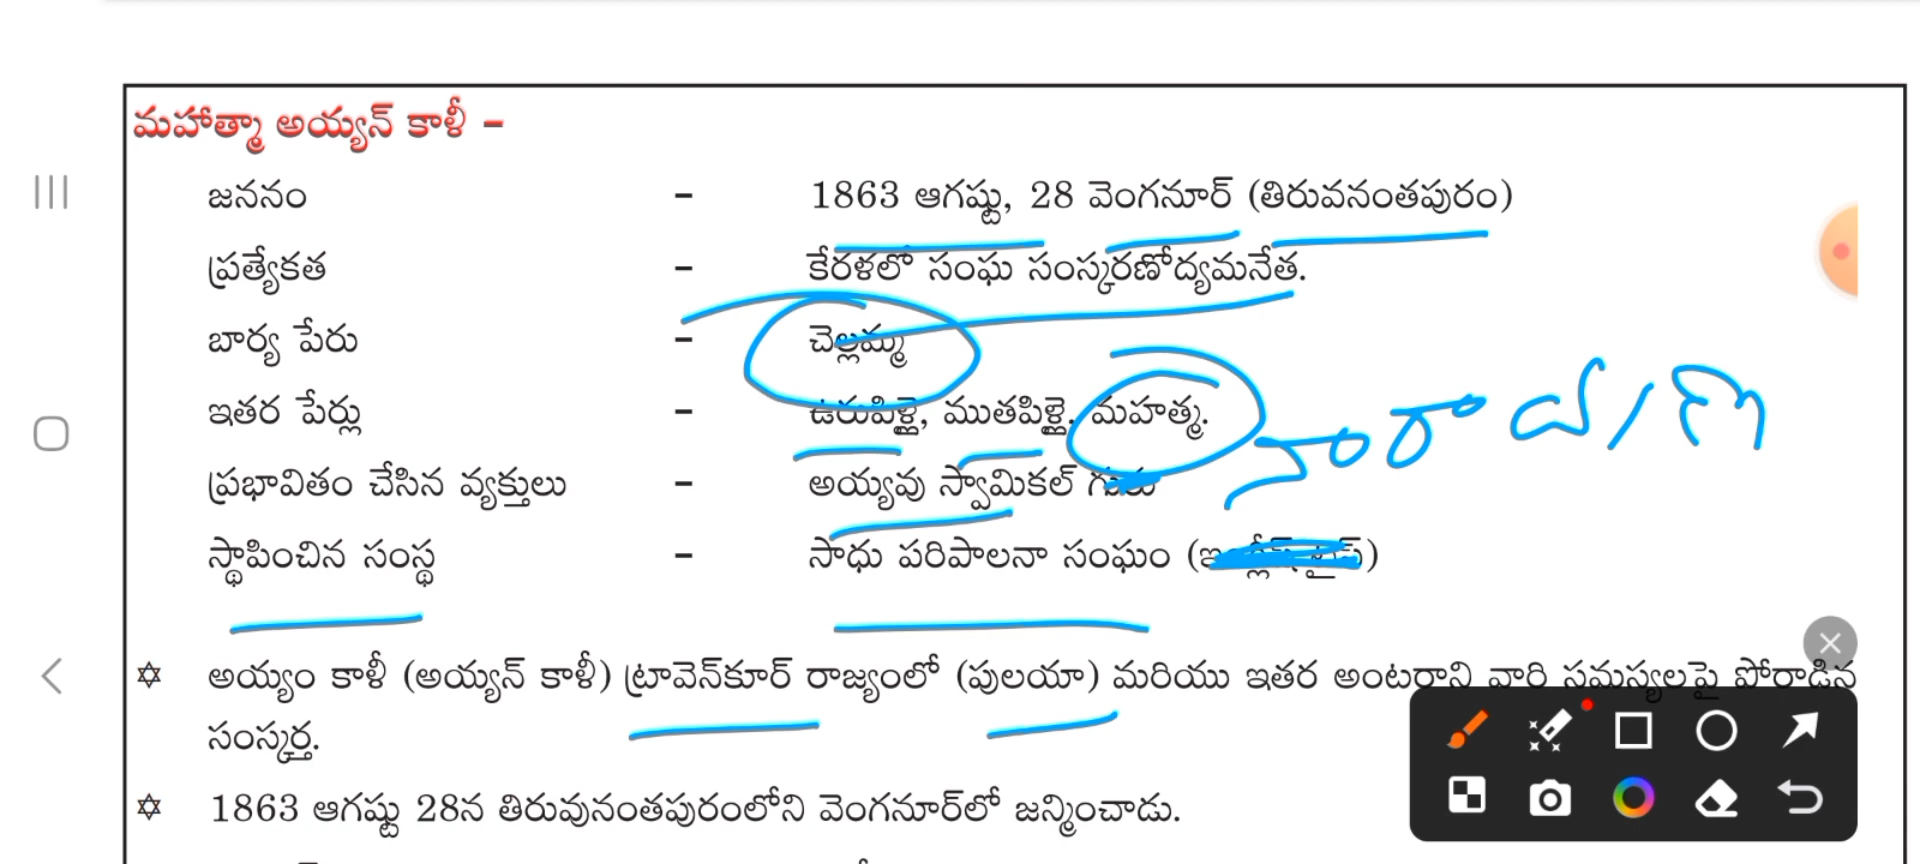 మహాత్మా అయ్యన్ కాళీ –
జననం – 1863 ఆగష్టు, 28 వెంగనూర్ (తిరువనంతపురం)
ప్రత్యేకత – కేరళలో సంఘ సంస్కరణోద్యమనేత.
బార్య పేరు – చెల్లమ్మ
ఇతర పేర్లు – ఉరుపిళ్లై, ముతపిళ్లై, మహత్మ.
ప్రభావితం చేసిన వ్యక్తులు – అయ్యవు స్వామికల్ గురు
స్థాపించిన సంస్థ – సాధు పరిపాలనా సంఘం
అయ్యం కాళీ (అయ్యన్ కాళీ) ట్రావెన్‌కూర్ రాజ్యంలో (పులయా) మరియు ఇతర అంటరాని వారి సమస్యలపై పోరాడిన
సంస్కర్త.
1863 ఆగష్టు 28న తిరువునంతపురంలోని వెంగనూర్‌లో జన్మించాడు.